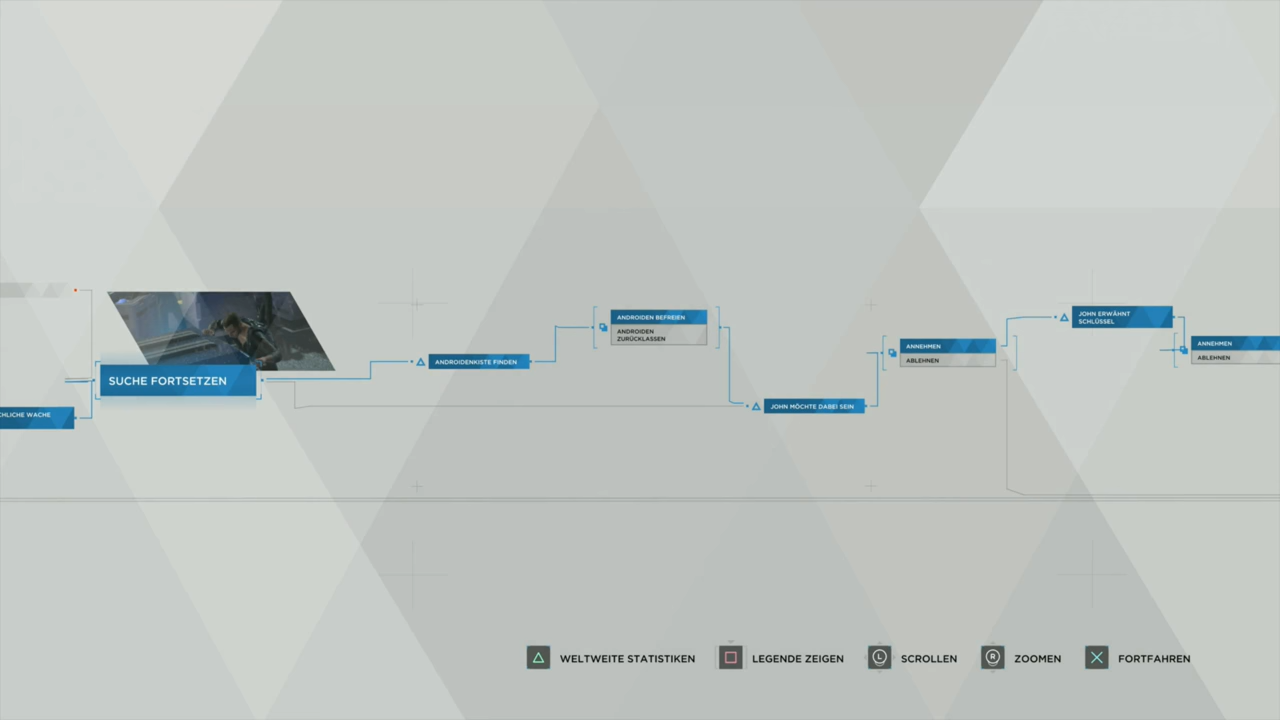 CHLICHE WACHE
SUCHE FORTSETZEN
ANDROIDENKISTE FINDEN
ANDROIDEN BEFREIEN
ANDROIDEN
ZURÜCKLASSEN
JOHN MÖCHTE DABEI SEIN
ANNEHMEN
ABLEHNEN
JOHN ERWÄHNT
SCHLÜSSEL
ANNEHMEN
ABLEHNEN
WELTWEITE STATISTIKEN
LEGENDE ZEIGEN
L SCROLLEN
R ZOOMEN
FORTFAHREN